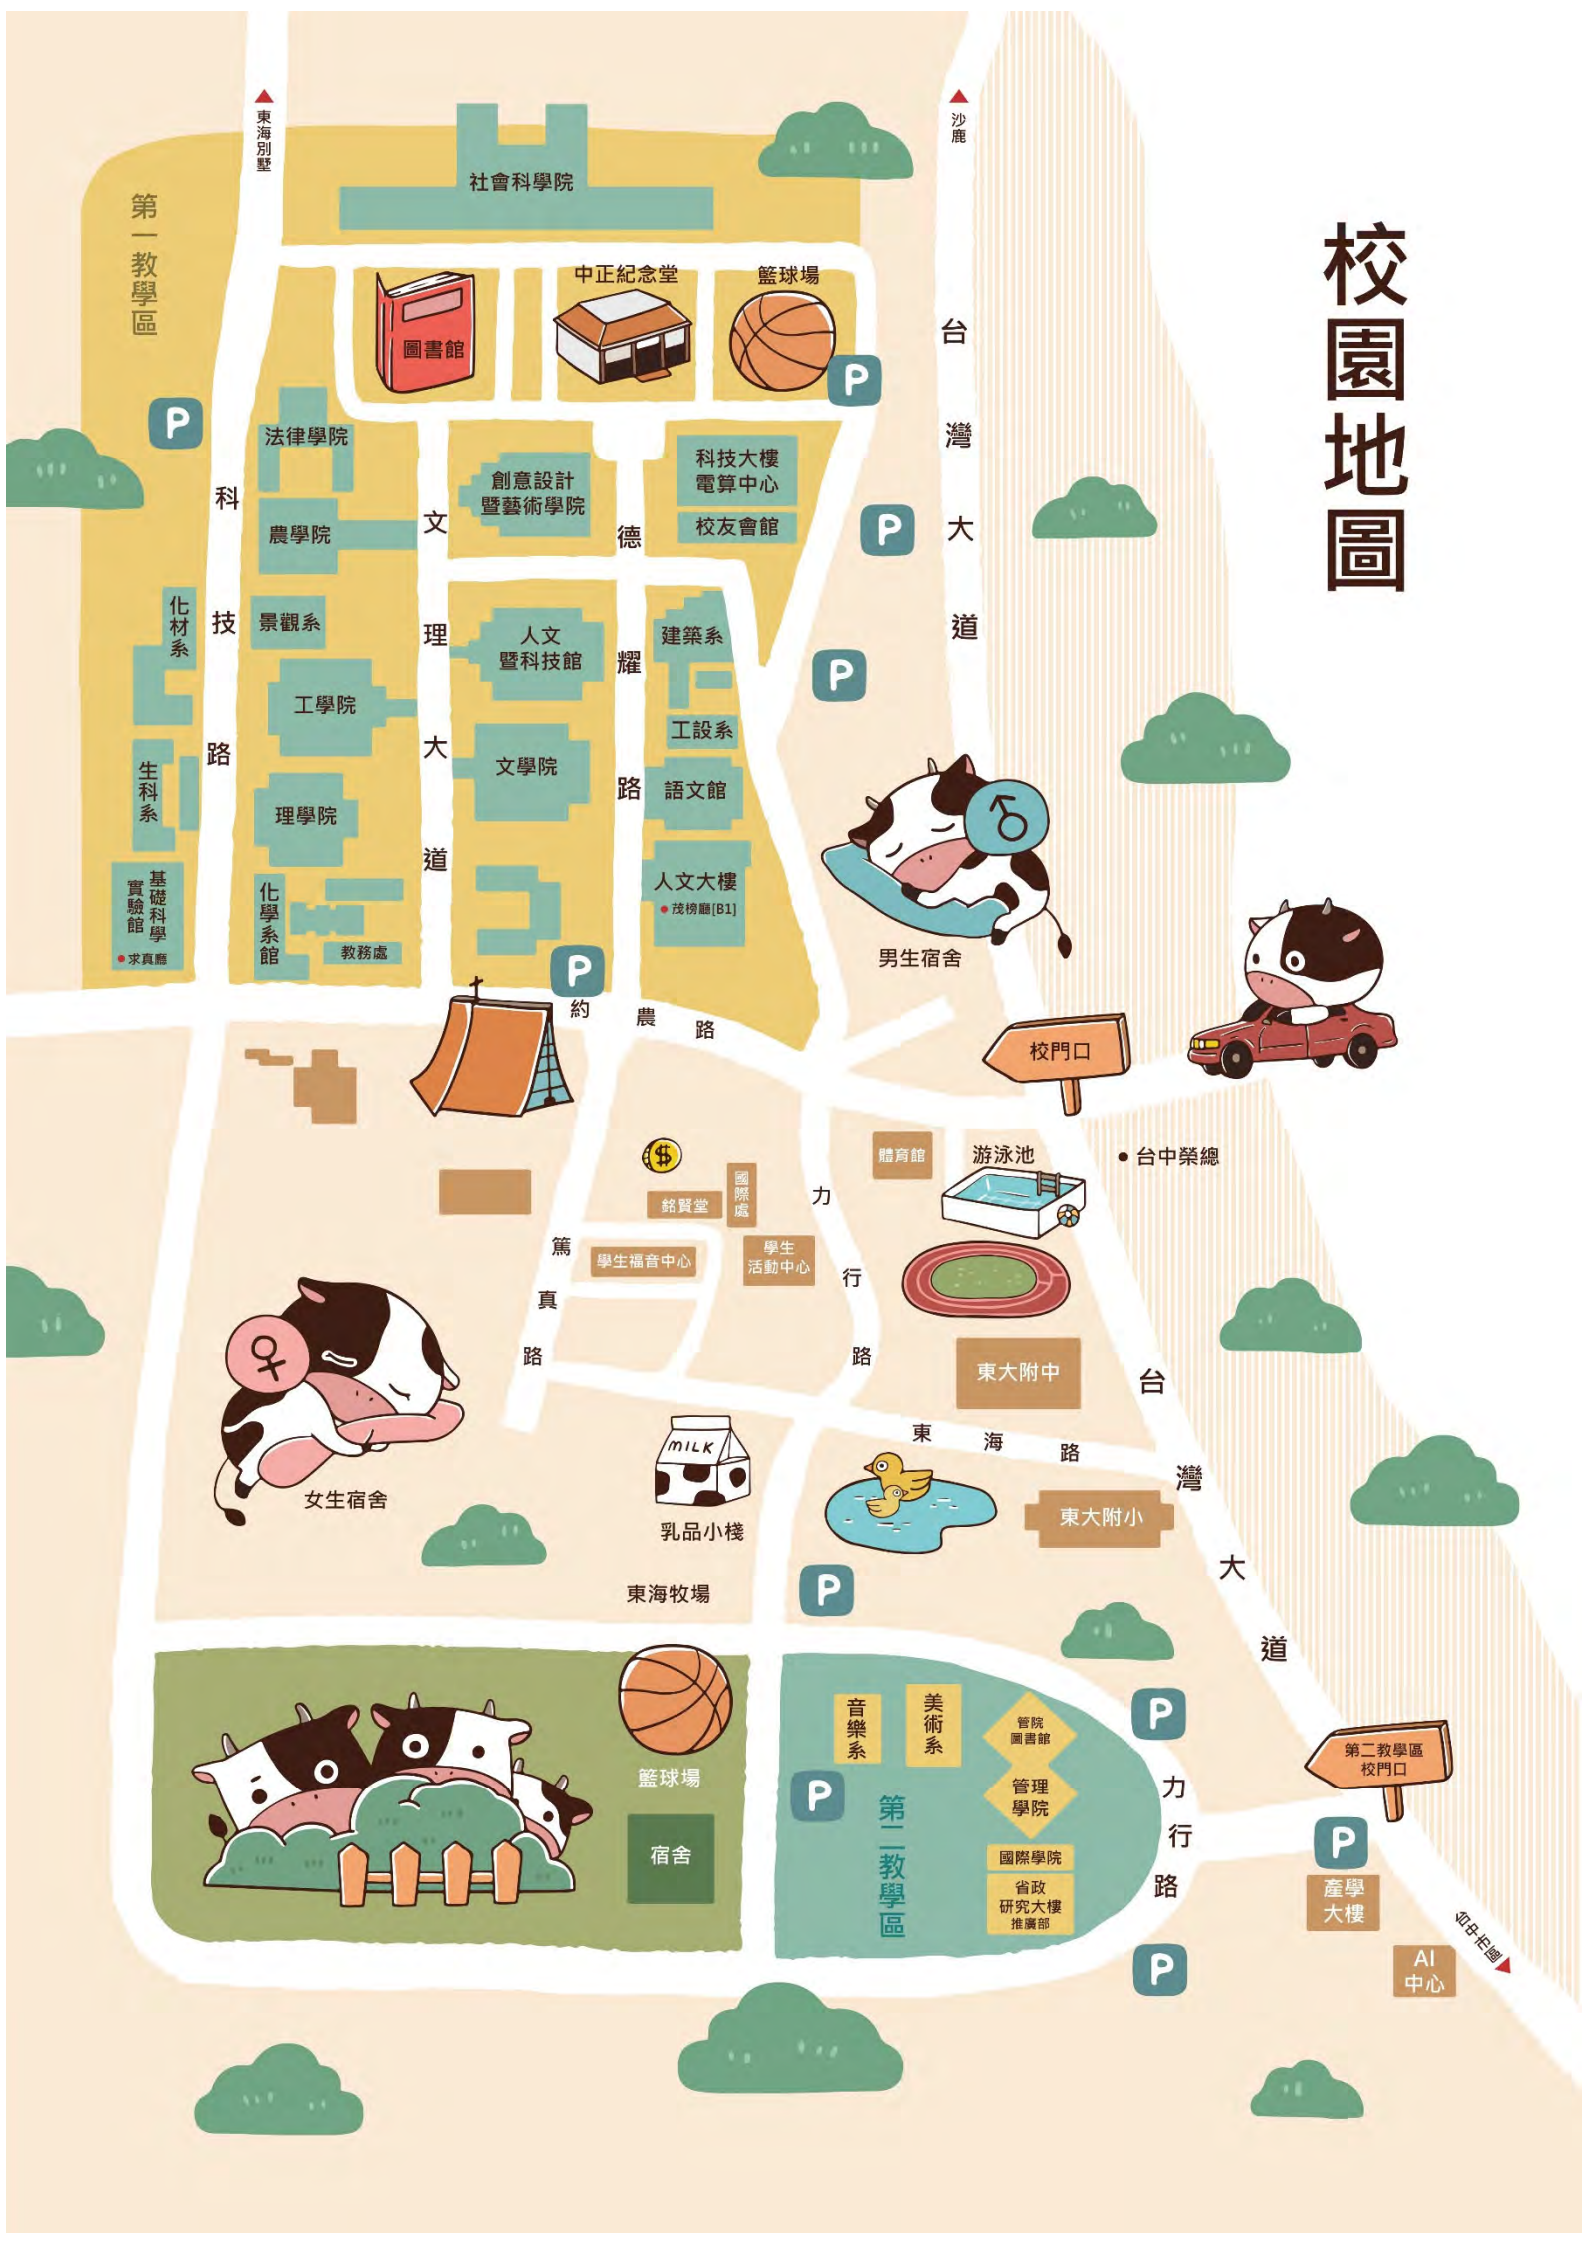 校園地圖
東海別墅
沙鹿
第一教學區
社會科學院
圖書館
中正紀念堂
籃球場
P
P
台灣大道
法律學院
科技大樓
電算中心
創意設計
暨藝術學院
校友會館
科技路
文理大道
德耀路
P
農學院
化材系
景觀系
人文
暨科技館
建築系
P
工學院
工設系
生科系
文學院
語文館
理學院
基礎科學
實驗館
求真廳
化學系館
教務處
人文大樓
茂榜廳[B1]
男生宿舍
P
約農路
校門口
體育館
游泳池
台中榮總
$
銘賢堂
國際處
力行路
學生福音中心
學生
活動中心
篤真路
東大附中
台灣大道
東海路
MILK
乳品小棧
女生宿舍
東大附小
東海牧場
P
音樂系
美術系
管院
圖書館
P
第二教學區
校門口
籃球場
P
管理
學院
力行路
第二教學區
宿舍
國際學院
省政
研究大樓
推廣部
P
產學
大樓
台中市區
P
AI
中心